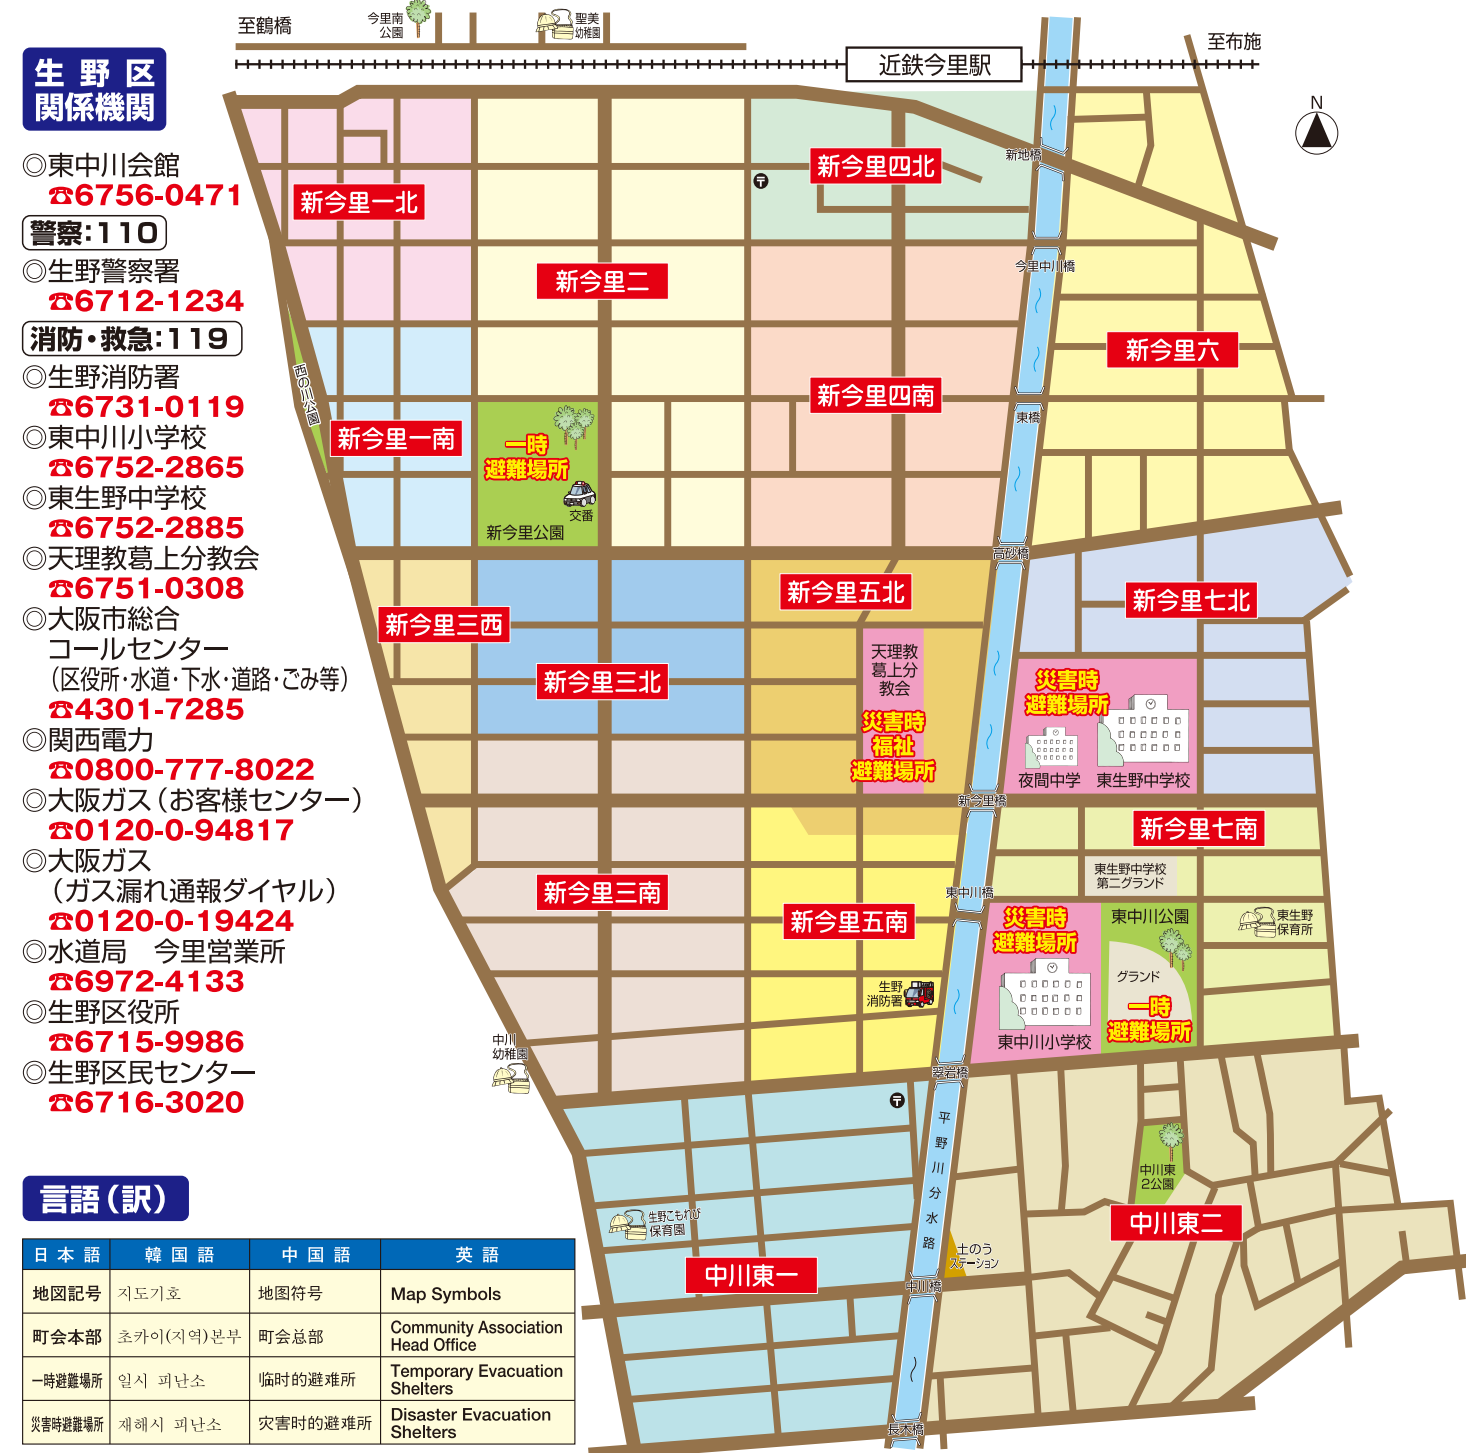 至鶴橋
今里南
公園
聖美
幼稚園
近鉄今里駅
至布施
N
生野区
関係機関
◎東中川会館
☎6756-0471
警察:110
◎生野警察署
☎6712-1234
消防・救急:119
◎生野消防署
☎6731-0119
◎東中川小学校
☎6752-2865
◎東生野中学校
☎6752-2885
◎天理教葛上分教会
☎6751-0308
◎大阪市総合
コールセンター
(区役所・水道・下水・道路・ごみ等)
☎4301-7285
◎関西電力
☎0800-777-8022
◎大阪ガス(お客様センター)
☎0120-0-94817
◎大阪ガス
(ガス漏れ通報ダイヤル)
☎0120-0-19424
◎水道局 今里営業所
☎6972-4133
◎生野区役所
☎6715-9986
◎生野区民センター
☎6716-3020
新今里一北
新今里四北
新地橋
〒
今里中川橋
新今里二
新今里六
西の川公園
新今里四南
東橋
新今里一南
一時
避難場所
交番
新今里公園
高砂橋
新今里五北
新今里七北
新今里三西
天理教
葛上分
教会
新今里三北
災害時
福祉
避難場所
災害時
避難場所
夜間中学
東生野中学校
新今里橋
新今里七南
東生野中学校
第二グランド
東中川橋
新今里三南
新今里五南
災害時
避難場所
東中川公園
東生野
保育所
グランド
一時
避難場所
生野
消防署
東中川小学校
中川
幼稚園
翠岩橋
〒
平野川分水路
中川東
2公園
生野こもれび
保育園
中川東二
土のう
ステーション
中川東一
中川橋
長本橋
言語(訳)
日本語 韓国語 中国語 英語
地図記号 지도기호 地图符号 Map Symbols
町会本部 초카이(지역)본부 町会总部 Community Association
Head Office
一時避難場所 일시 피난소 临时的避难所 Temporary Evacuation
Shelters
災害時避難場所 재해시 피난소 灾害时的避难所 Disaster Evacuation
Shelters